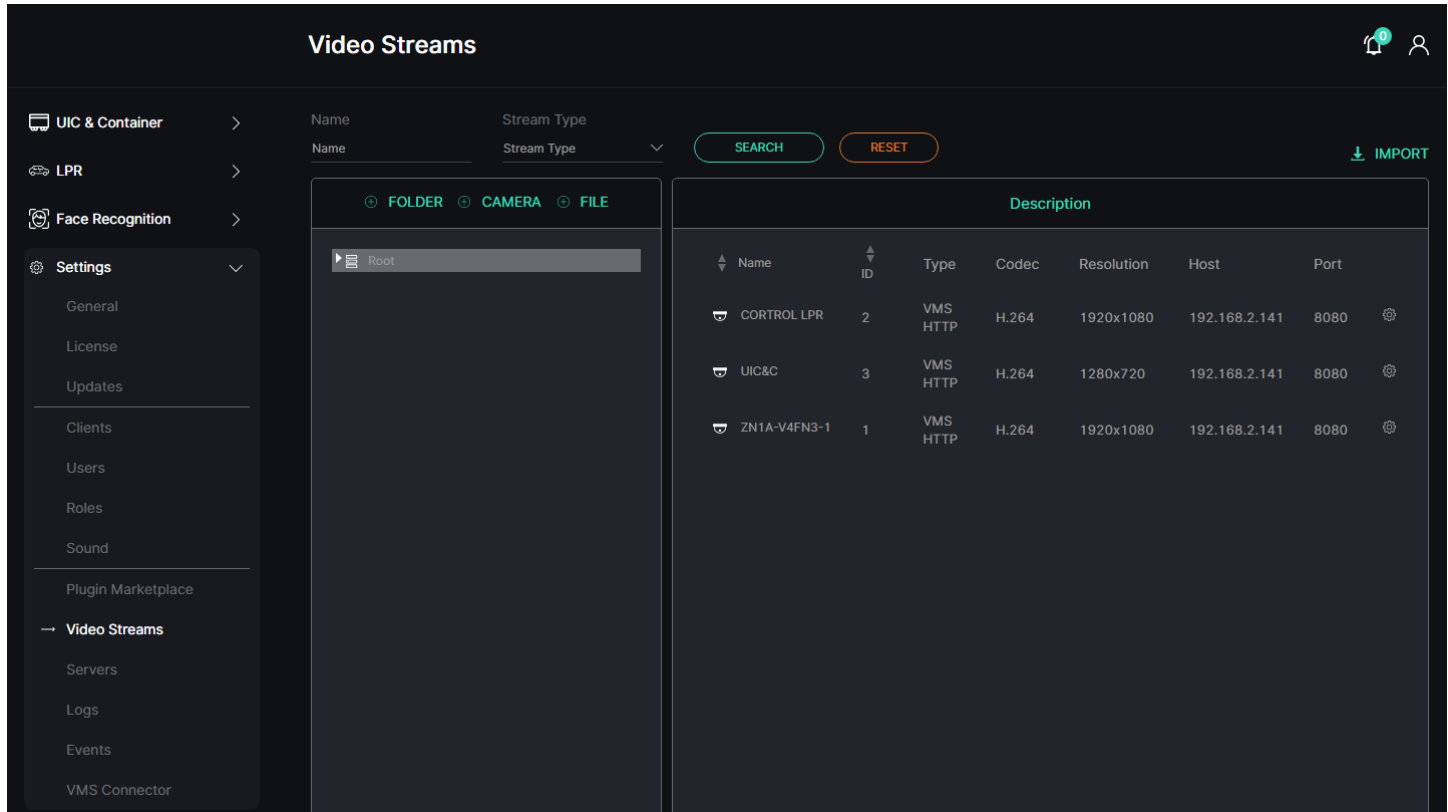 Video Streams
0
UIC & Container
LPR
Face Recognition
Settings
General
License
Updates
Clients
Users
Roles
Sound
Plugin Marketplace
Video Streams
Servers
Logs
Events
VMS Connector
Name Stream Type
Name Stream Type SEARCH RESET IMPORT
FOLDER CAMERA FILE
Root
Description
Name ID Type Codec Resolution Host Port
CORTROL LPR 2 VMS HTTP H.264 1920x1080 192.168.2.141 8080
UIC&C 3 VMS HTTP H.264 1280x720 192.168.2.141 8080
ZN1A-V4FN3-1 1 VMS HTTP H.264 1920x1080 192.168.2.141 8080